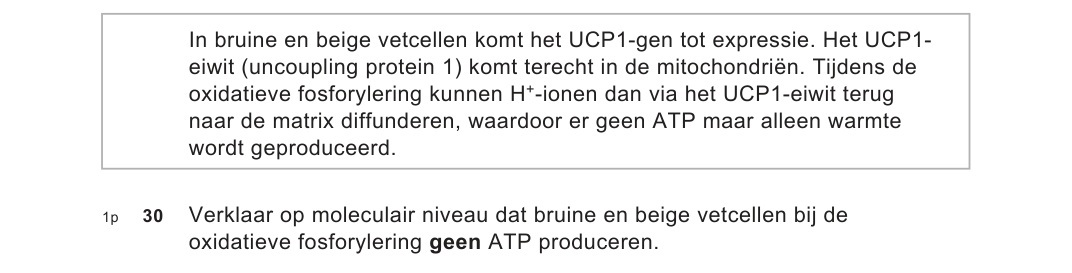 In bruine en beige vetcellen komt het UCP1-gen tot expressie. Het UCP1-
eiwit (uncoupling protein 1) komt terecht in de mitochondriën. Tijdens de
oxidatieve fosforylering kunnen H⁺-ionen dan via het UCP1-eiwit terug
naar de matrix diffunderen, waardoor er geen ATP maar alleen warmte
wordt geproduceerd.
1p 30 Verklaar op moleculair niveau dat bruine en beige vetcellen bij de
oxidatieve fosforylering geen ATP produceren.